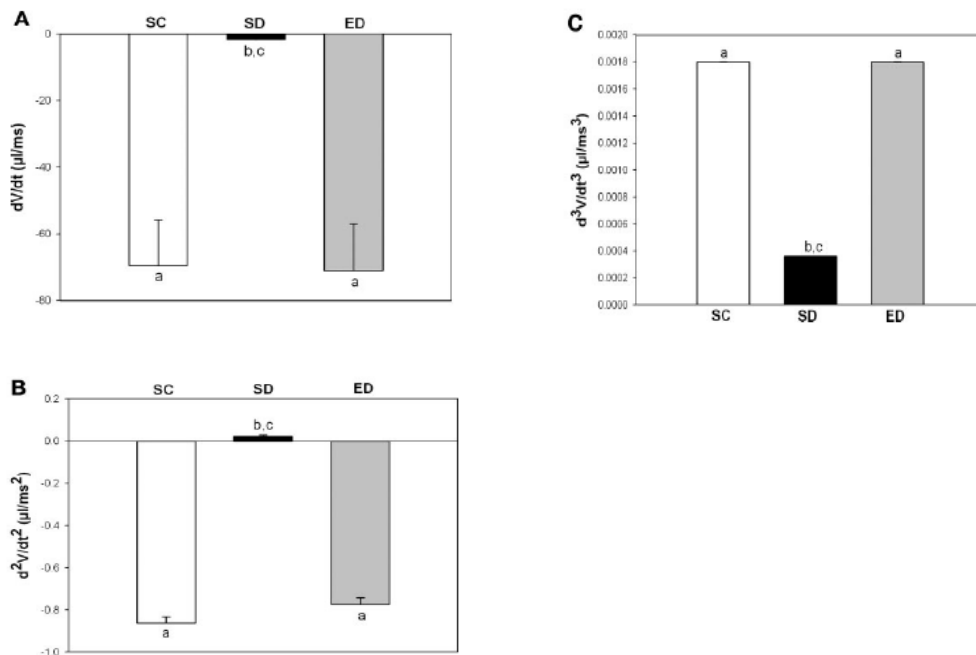 A
SC SD ED
0
-20
-40
-60
-80
dV/dt (µl/ms)
b,c
a a
B
SC SD ED
0.2
0.0
-0.2
-0.4
-0.6
-0.8
-1.0
d²V/dt² (µl/ms²)
b,c
a a
C
0.0020
0.0018
0.0016
0.0014
0.0012
0.0010
0.0008
0.0006
0.0004
0.0002
0.0000
d³V/dt³ (µl/ms³)
a a
b,c
SC SD ED